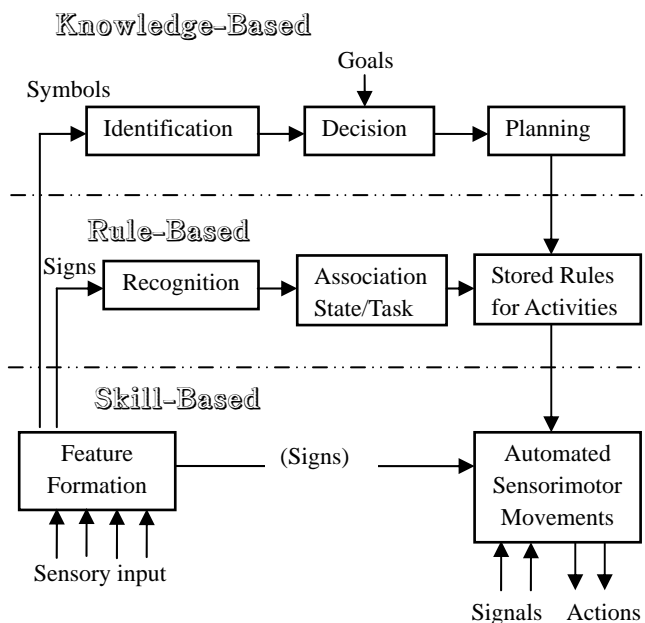 Knowledge-Based
Goals
Symbols
Identification
Decision
Planning
Rule-Based
Signs
Recognition
Association
State/Task
Stored Rules
for Activities
Skill-Based
Feature
Formation
(Signs)
Automated
Sensorimotor
Movements
Sensory input
Signals
Actions